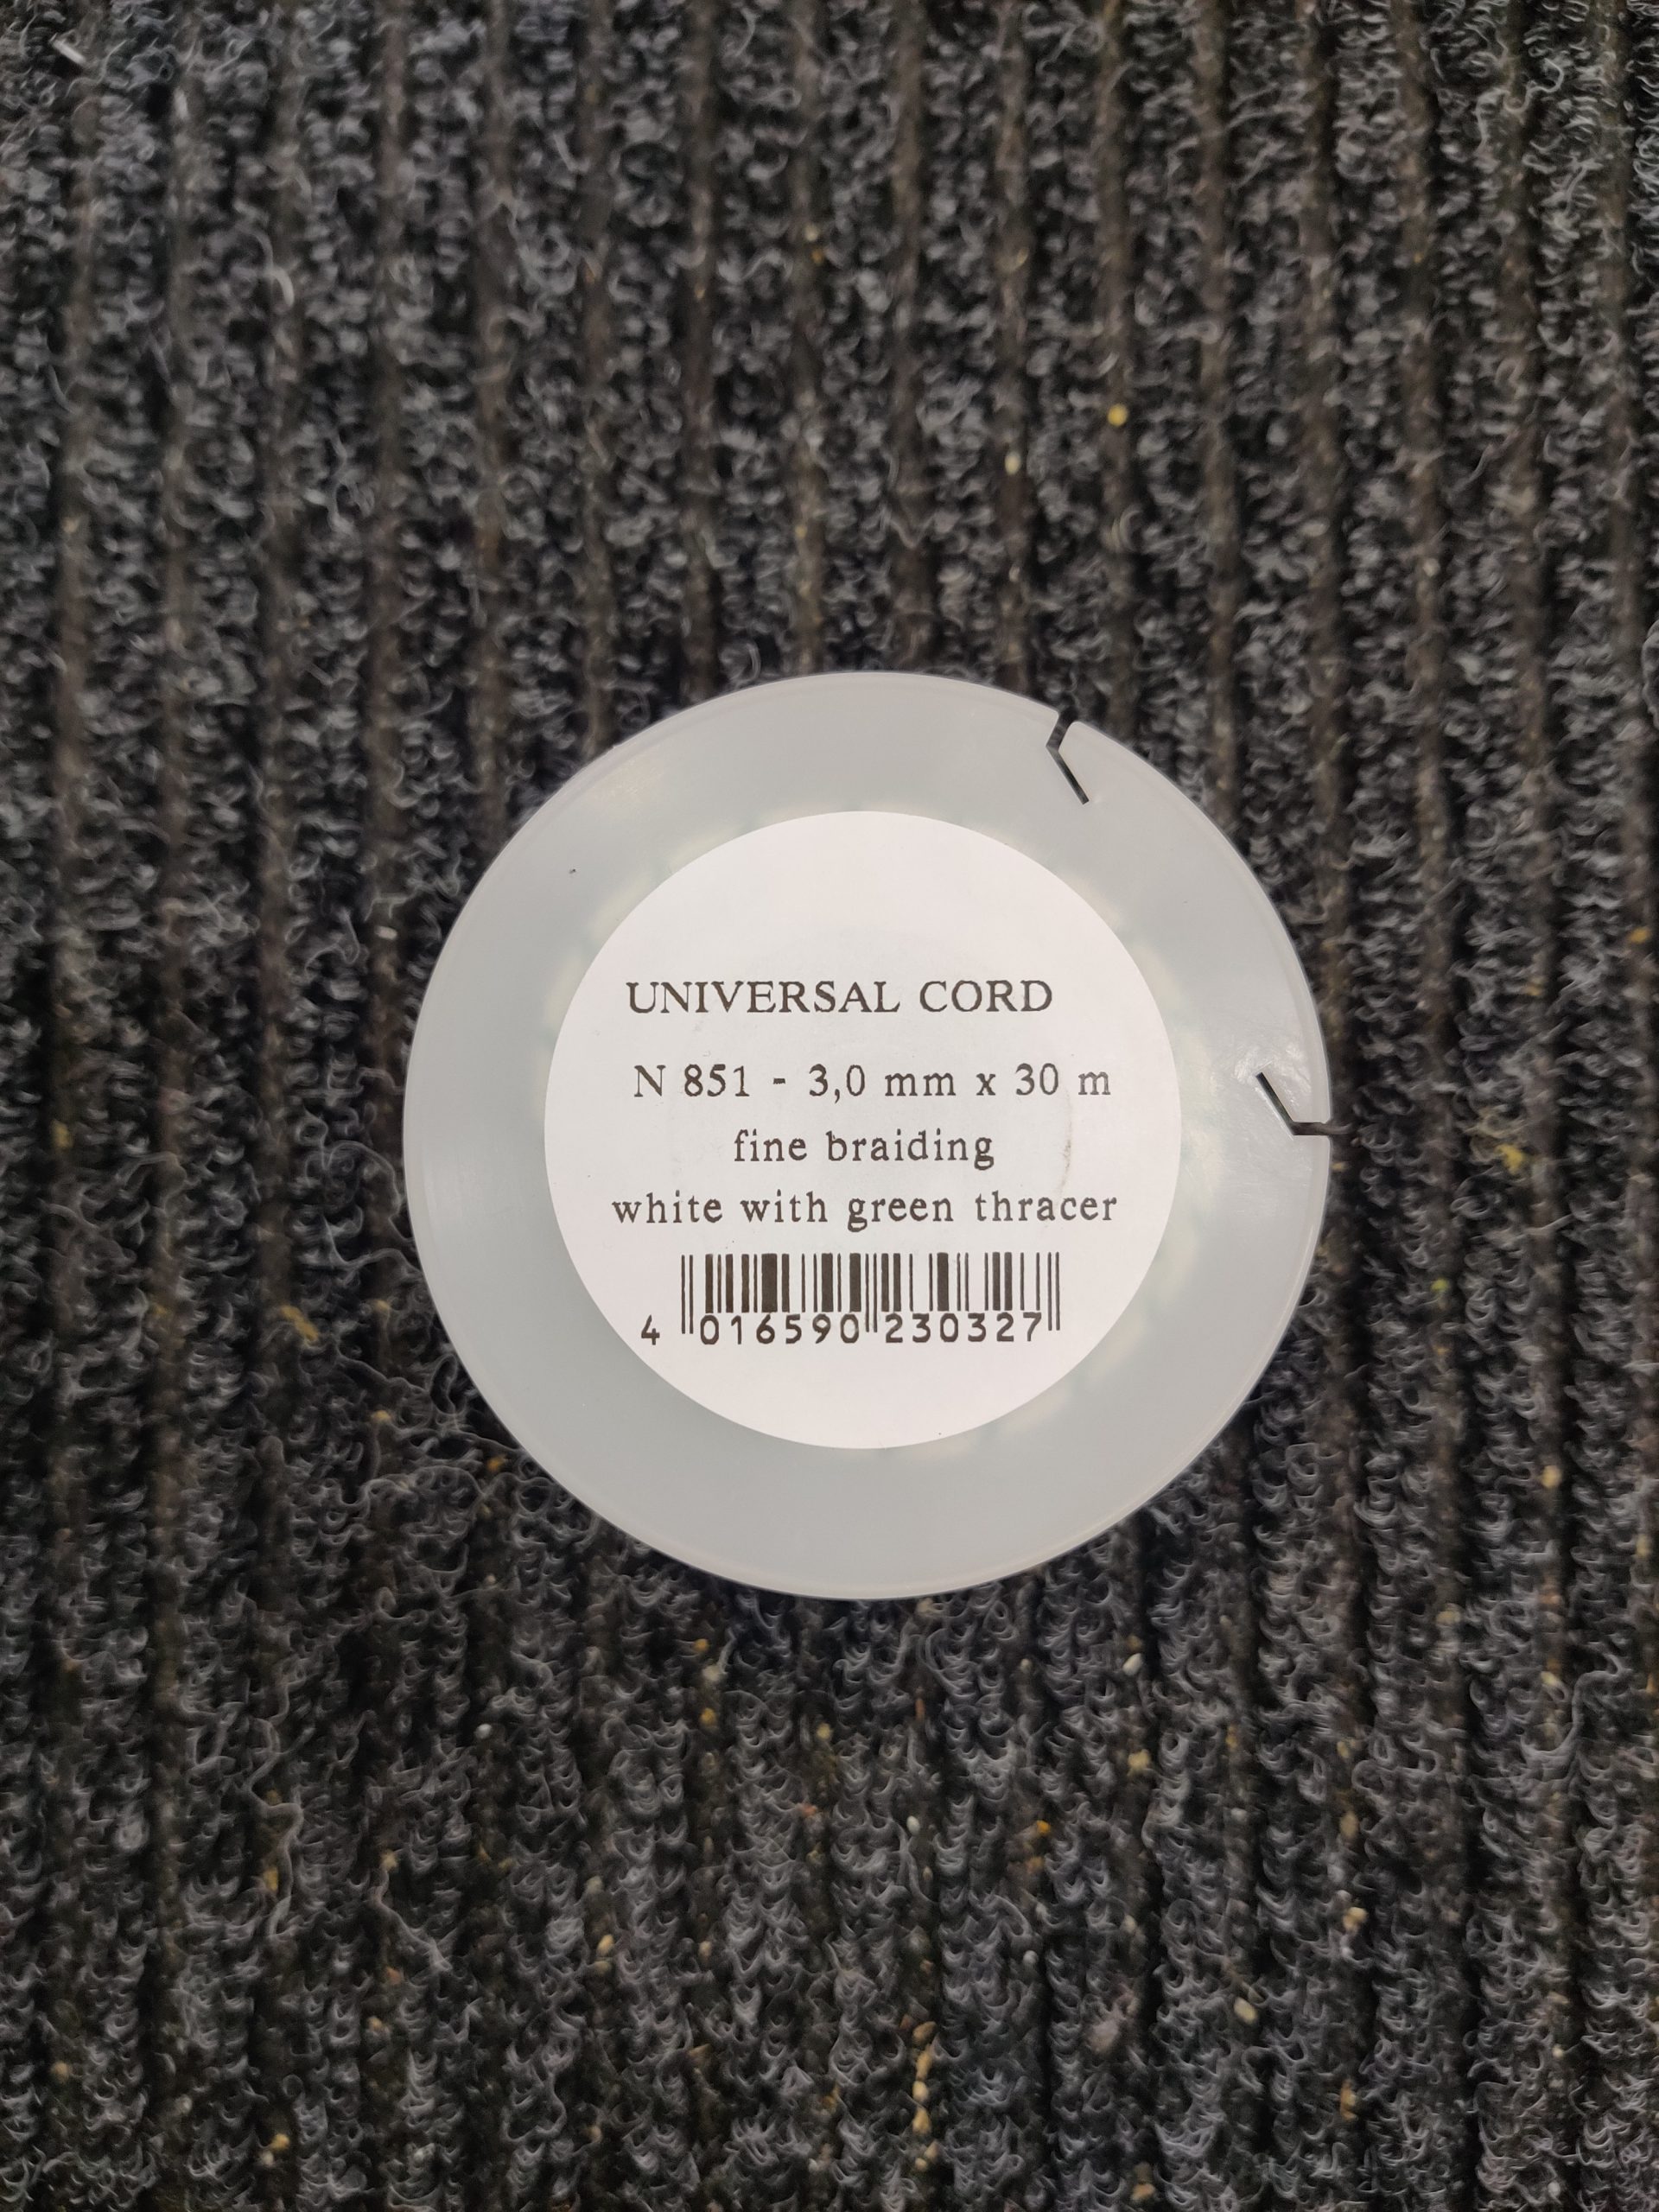 UNIVERSAL CORD
N 851 - 3,0 mm x 30 m
fine braiding
white with green thracer
4 016590 230327